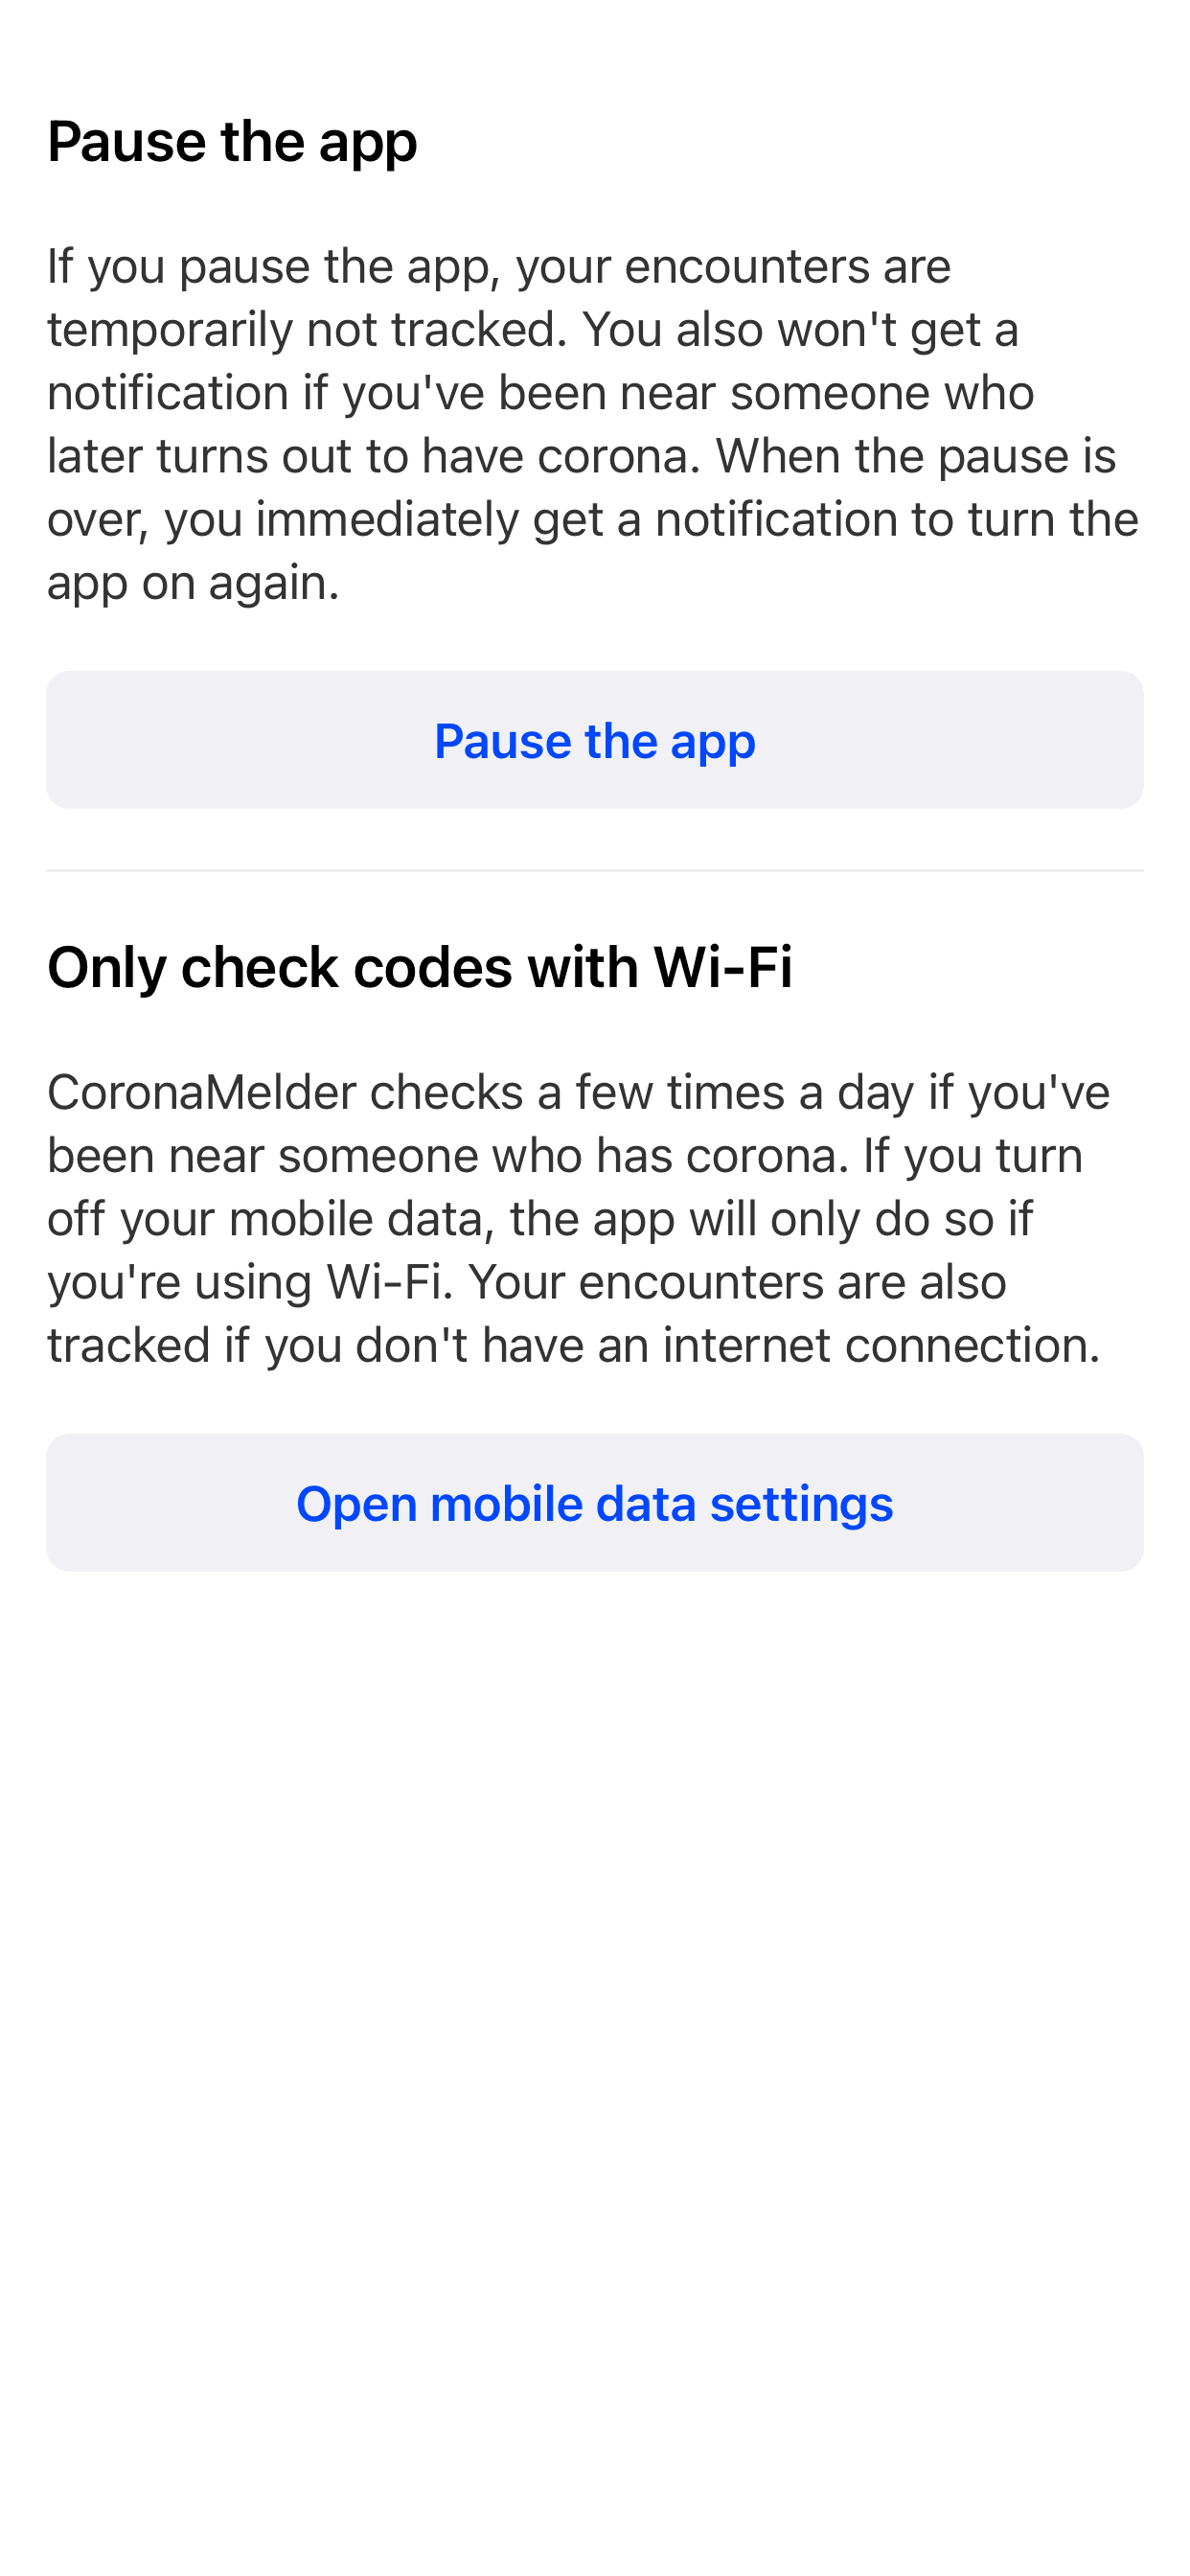 Pause the app
If you pause the app, your encounters are
temporarily not tracked. You also won't get a
notification if you've been near someone who
later turns out to have corona. When the pause is
over, you immediately get a notification to turn the
app on again.
Pause the app
Only check codes with Wi-Fi
CoronaMelder checks a few times a day if you've
been near someone who has corona. If you turn
off your mobile data, the app will only do so if
you're using Wi-Fi. Your encounters are also
tracked if you don't have an internet connection.
Open mobile data settings